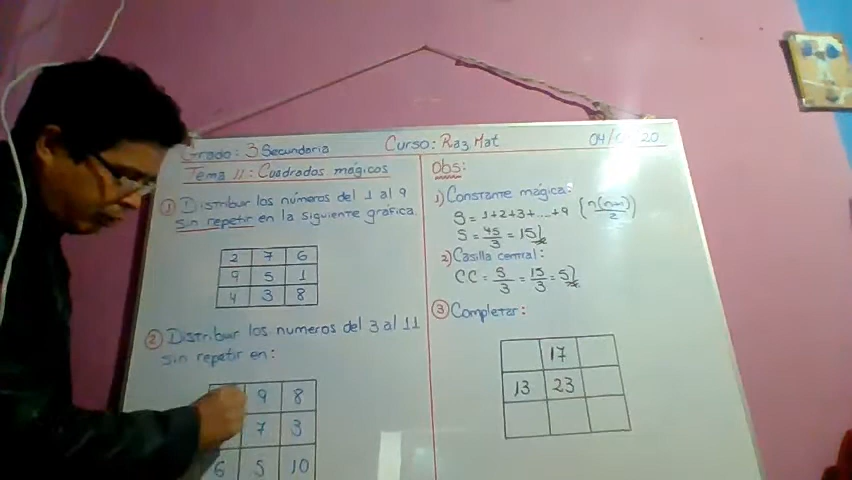 Grado: 3 Secundaria Curso: Raz Mat 04/ 20
Tema 11: Cuadrados mágicos
① Distribuir los números del 1 al 9
sin repetir en la siguiente gráfica
2 7 6
9 5 1
4 3 8
② Distribuir los numeros del 3 al 11
sin repetir en:
9 8
7 3
6 5 10
Obs:
1) Constante mágica:
S = 1+2+3+...+9 (n(n+1)/2)
S = 45/3 = 15
2) Casilla central:
CC = S/3 = 15/3 = 5
③ Completar:
17
13 23